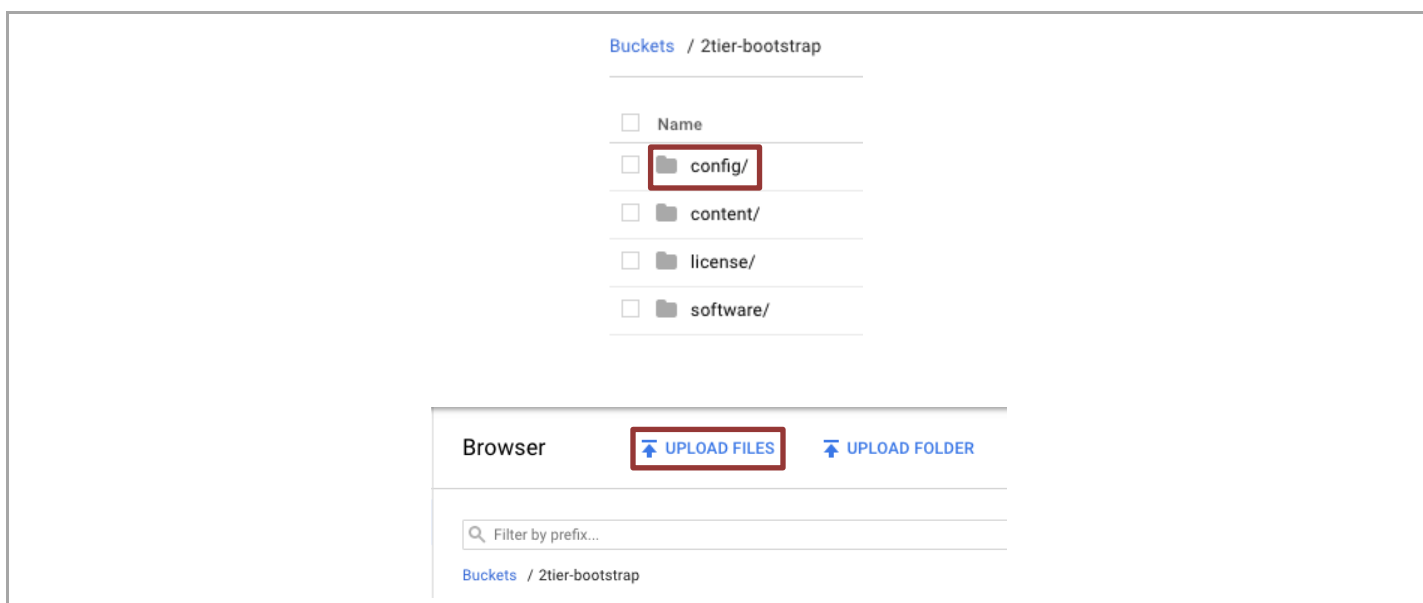 Buckets / 2tier-bootstrap
Name
config/
content/
license/
software/
Browser UPLOAD FILES UPLOAD FOLDER
Filter by prefix...
Buckets / 2tier-bootstrap